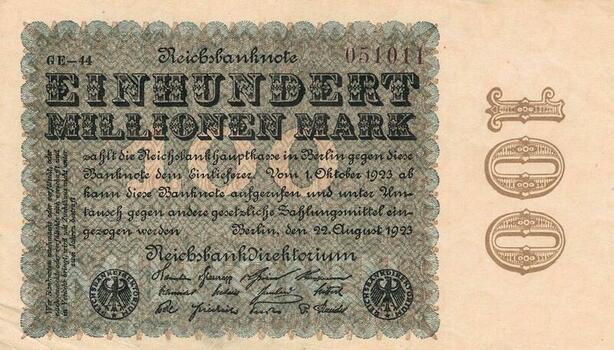 GE–44
Reichsbanknote
051011
EINHUNDERT
MILLIONEN MARK
zahlt die Reichsbankhauptkasse in Berlin gegen diese
Banknote dem Einlieferer. Vom 1. Oktober 1923 ab
kann diese Banknote aufgerufen und unter Um-
tausch gegen andere gesetzliche Zahlungsmittel ein-
gezogen werden
Berlin, den 22. August 1923
Reichsbankdirektorium
100
100